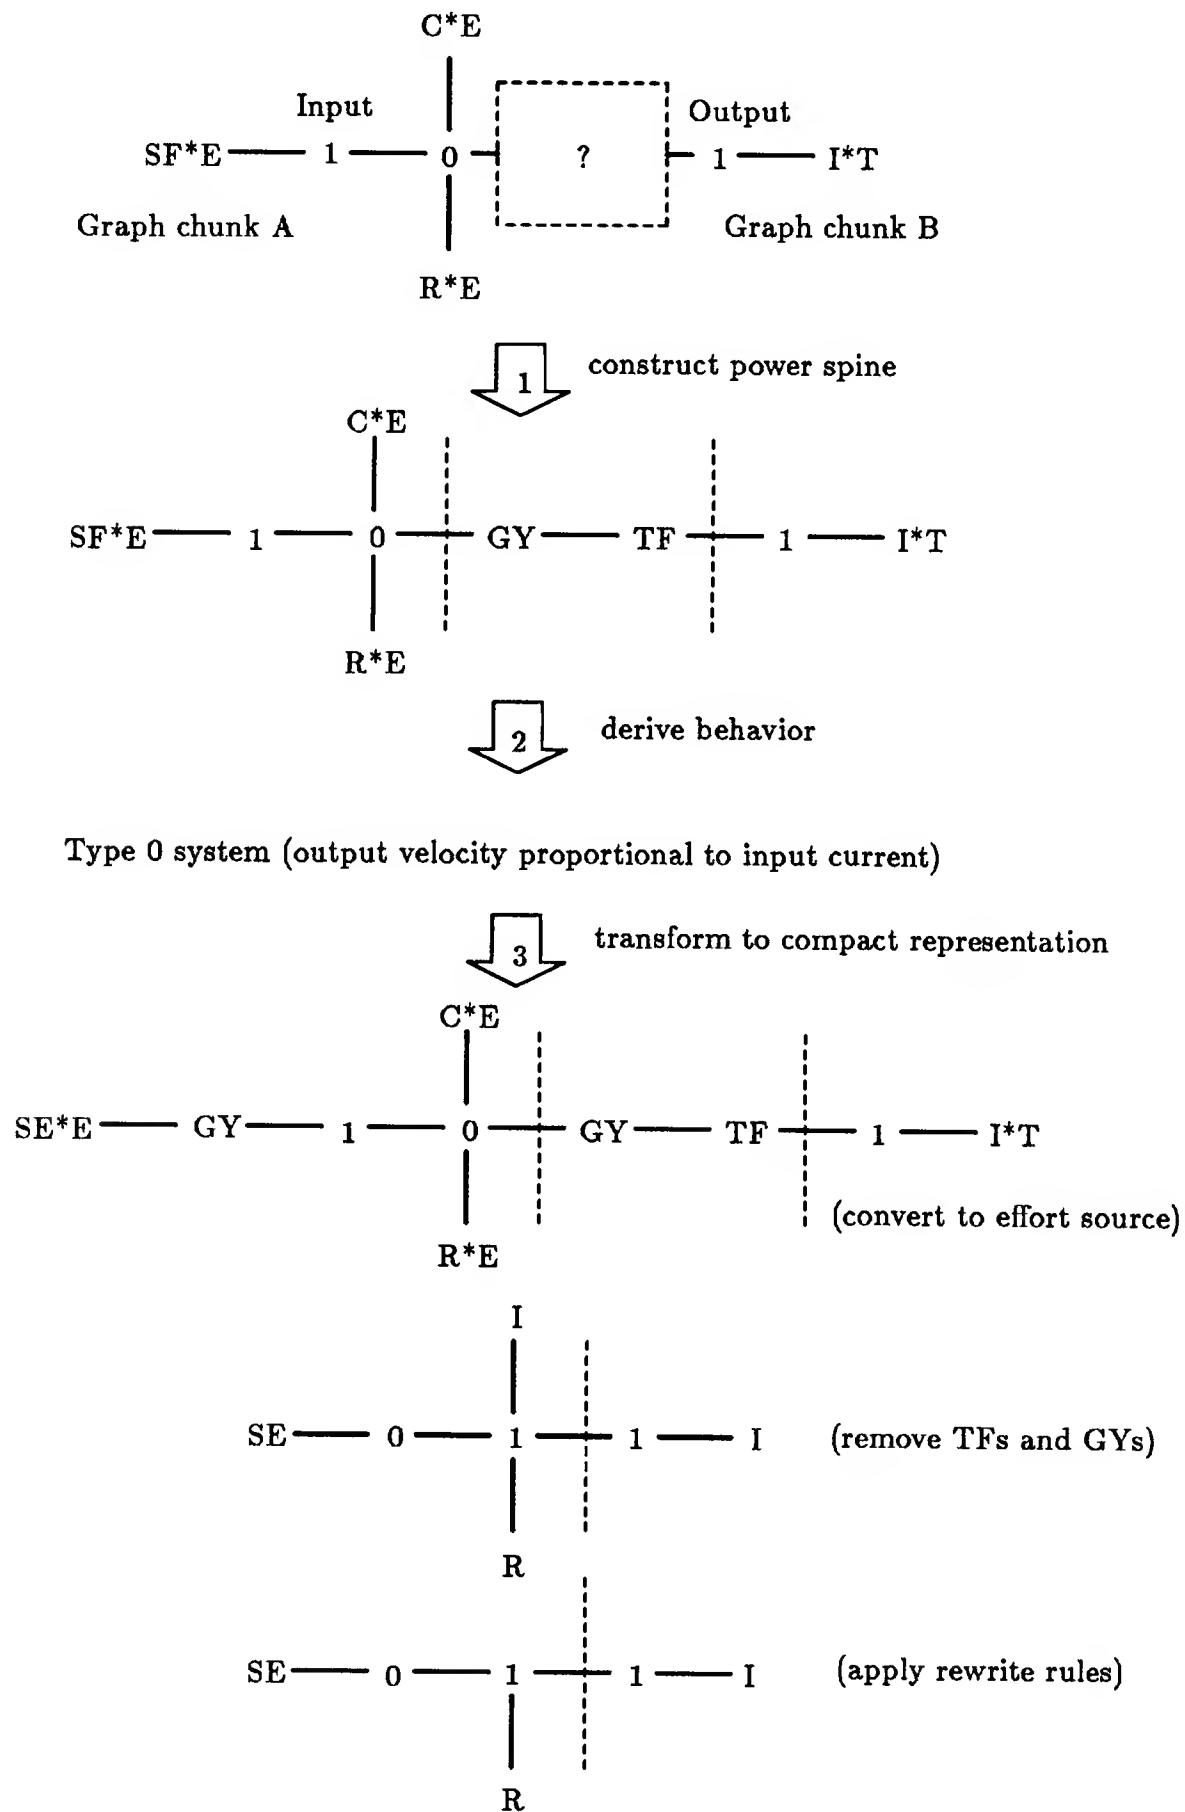 C*E
Input
Output
SF*E 1 0 ? 1 I*T
Graph chunk A
Graph chunk B
R*E
1 construct power spine
C*E
SF*E 1 0 GY TF 1 I*T
R*E
2 derive behavior
Type 0 system (output velocity proportional to input current)
3 transform to compact representation
C*E
SE*E GY 1 0 GY TF 1 I*T
(convert to effort source)
R*E
I
SE 0 1 1 I (remove TFs and GYs)
R
SE 0 1 1 I (apply rewrite rules)
R